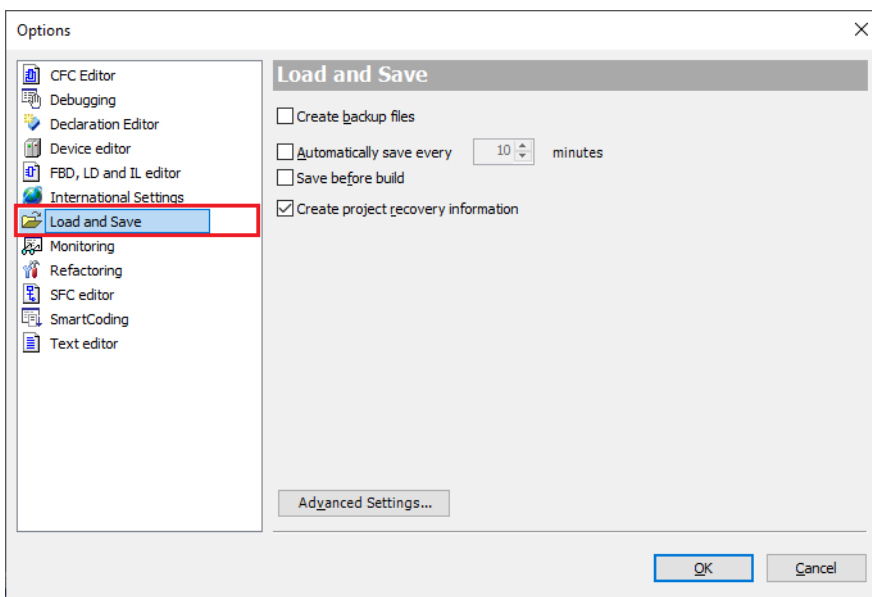 Options
CFC Editor
Debugging
Declaration Editor
Device editor
FBD, LD and IL editor
International Settings
Load and Save
Monitoring
Refactoring
SFC editor
SmartCoding
Text editor
Load and Save
Create backup files
Automatically save every 10 minutes
Save before build
Create project recovery information
Advanced Settings...
OK Cancel